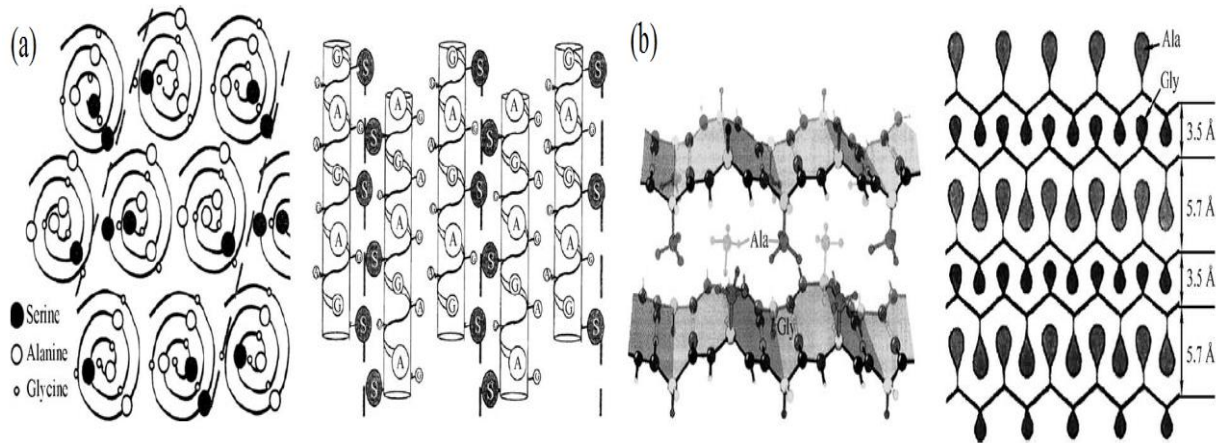 (a)
Serine
Alanine
Glycine
G S G S G S
A A
A A A
S G S G
G G
S A S A S
A A A
S G S G
G G G
S A S A S
S S
(b)
Ala
Gly
Ala
Gly
3.5 Å
5.7 Å
3.5 Å
5.7 Å